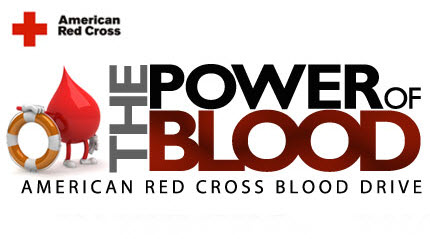 American
Red Cross
THE POWER OF
BLOOD
AMERICAN RED CROSS BLOOD DRIVE